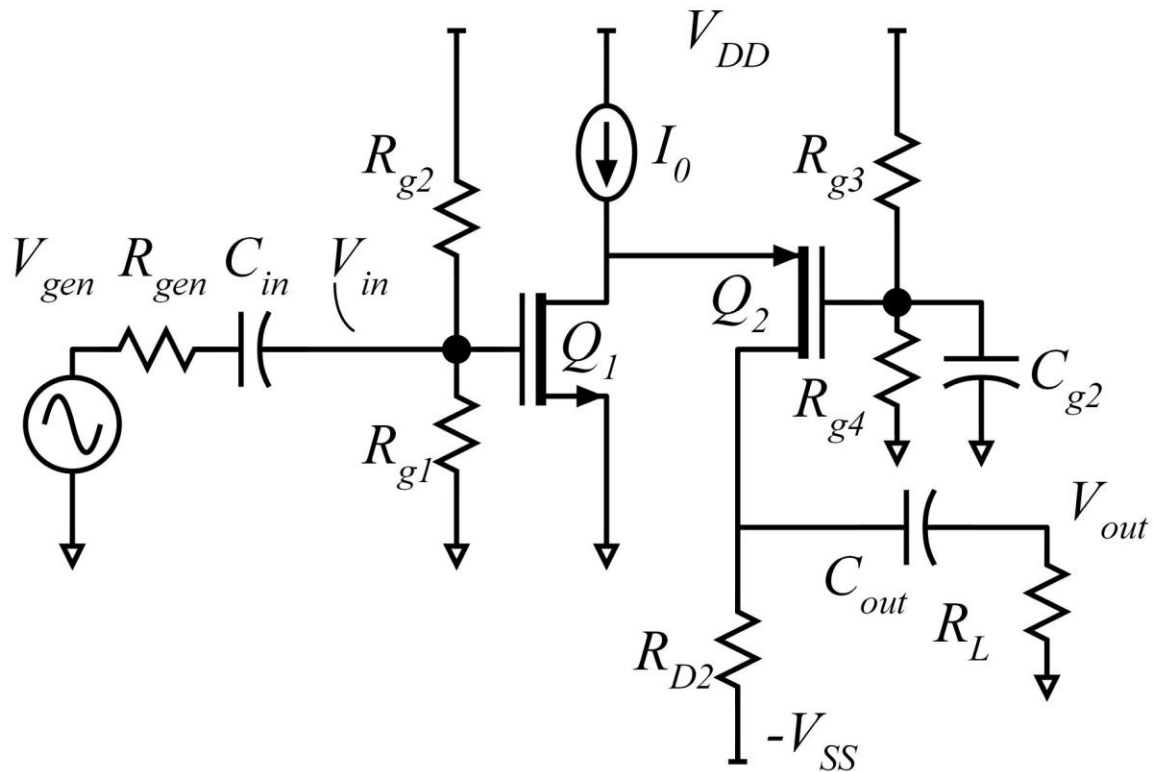 V_DD
I_0
R_g2
R_g3
V_gen
R_gen
C_in
V_in
Q_1
Q_2
R_g1
R_g4
C_g2
V_out
C_out
R_L
R_D2
-V_SS